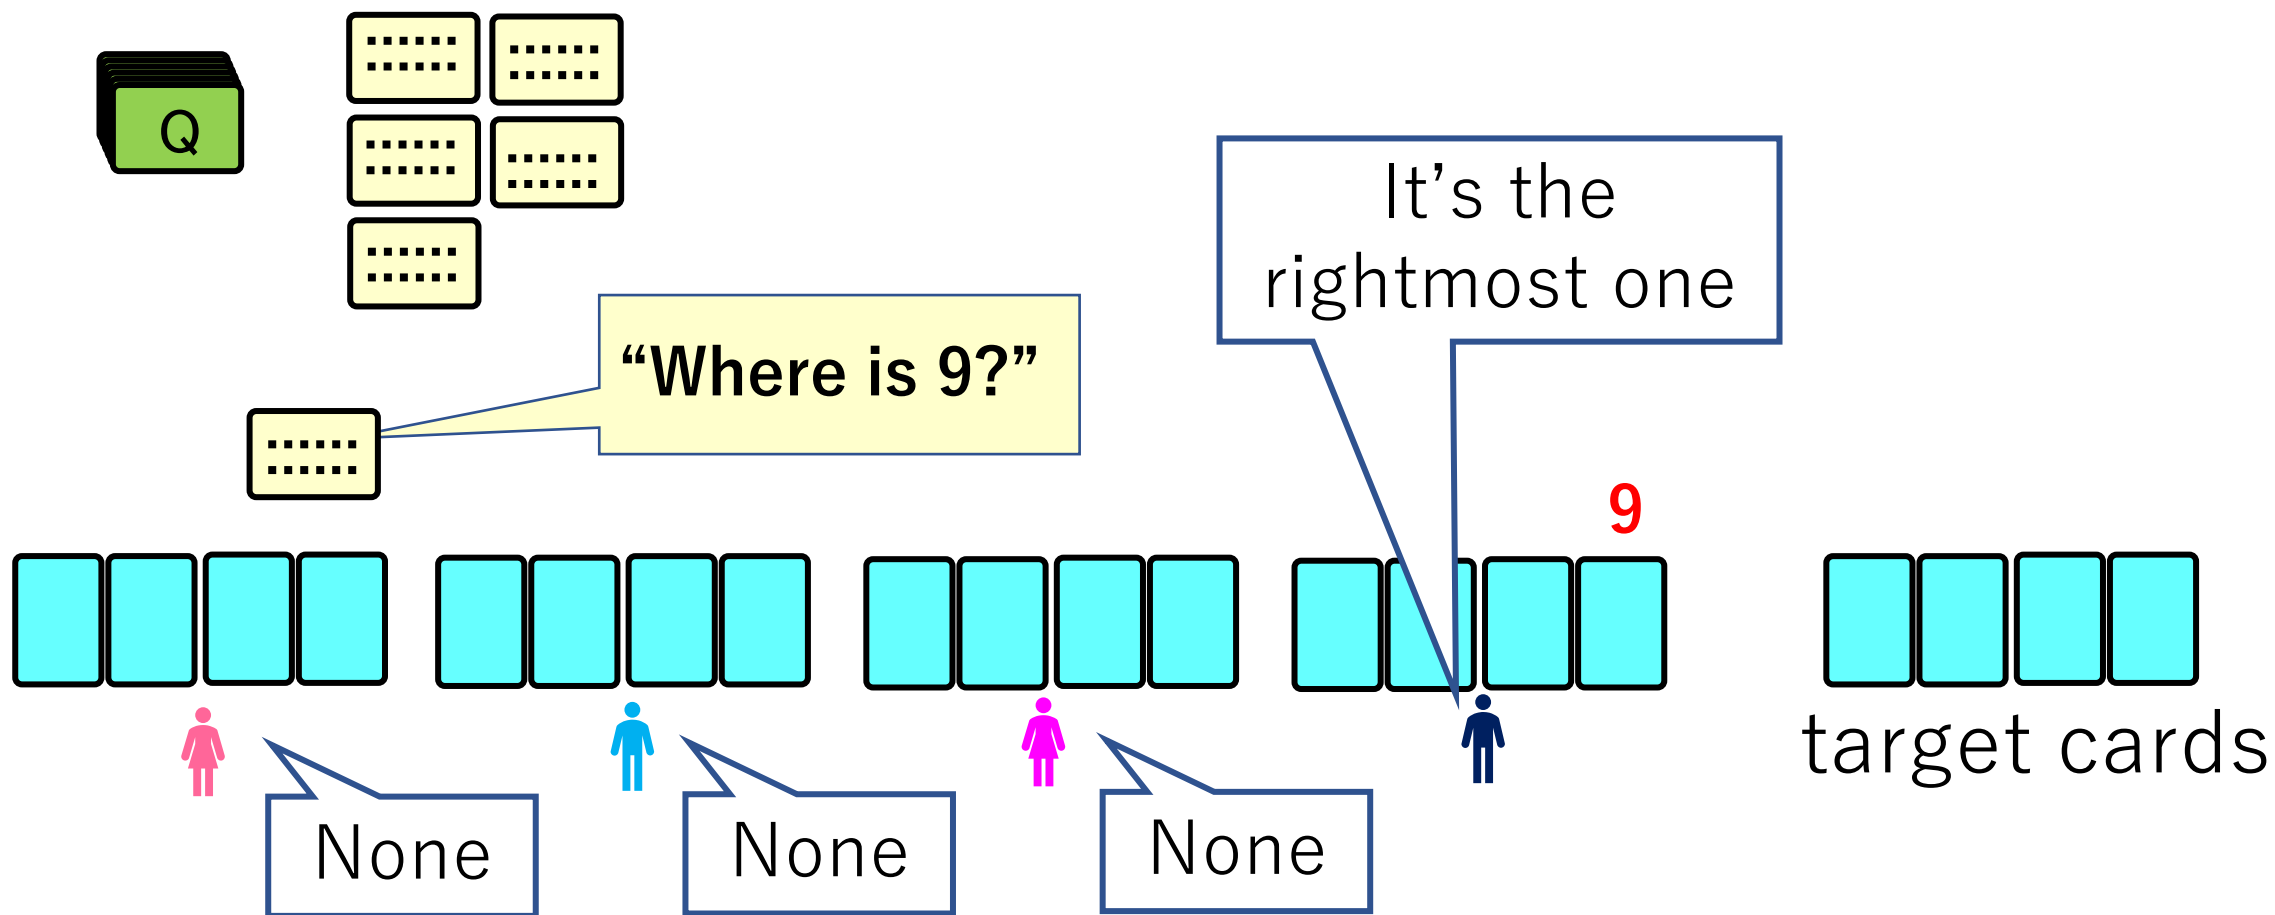 Q
It’s the
rightmost one
“Where is 9?”
9
target cards
None
None
None